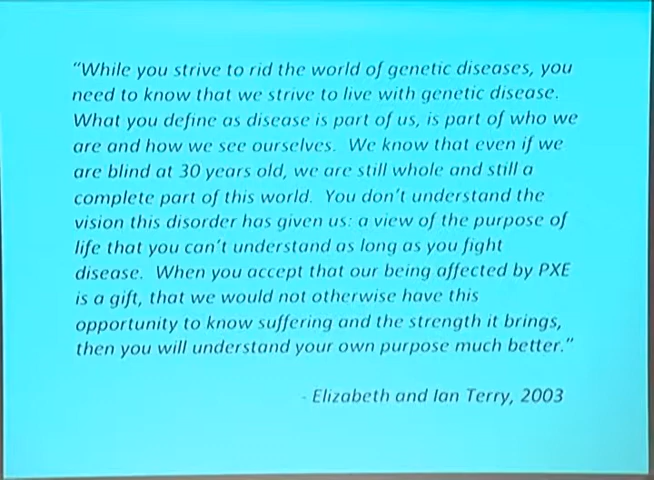 "While you strive to rid the world of genetic diseases, you
need to know that we strive to live with genetic disease.
What you define as disease is part of us, is part of who we
are and how we see ourselves.  We know that even if we
are blind at 30 years old, we are still whole and still a
complete part of this world.  You don't understand the
vision this disorder has given us: a view of the purpose of
life that you can't understand as long as you fight
disease.  When you accept that our being affected by PXE
is a gift, that we would not otherwise have this
opportunity to know suffering and the strength it brings,
then you will understand your own purpose much better."
- Elizabeth and Ian Terry, 2003